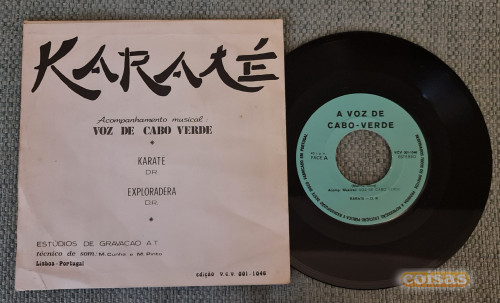 KARATÉ
Acompanhamento musical:
VOZ DE CABO VERDE
KARATE
D.R.
EXPLORADERA
D.R.
ESTÚDIOS DE GRAVAÇÃO A.T.
técnico de som: M. Cunha e M. Pinto
Lisboa-Portugal
edição V.C.V. 001-1046
A VOZ DE
CABO-VERDE
FACE A
KARATE
coisas